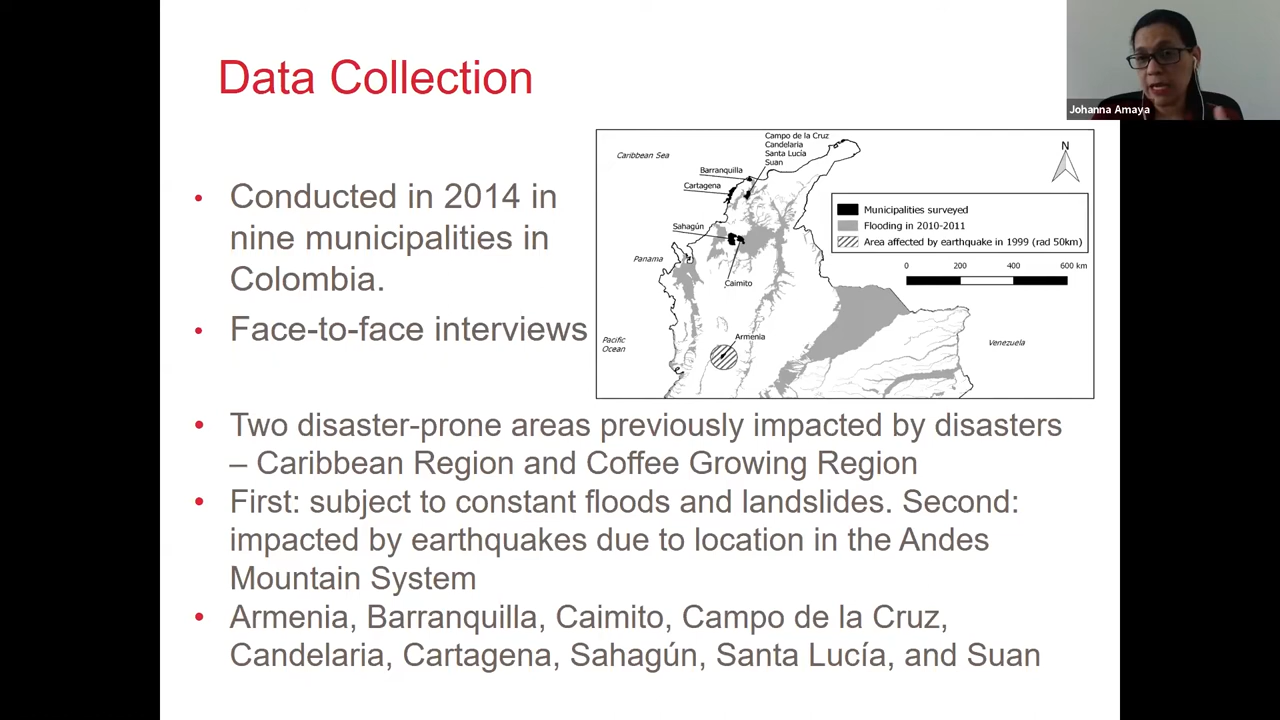 Data Collection
Johanna Amaya
• Conducted in 2014 in
nine municipalities in
Colombia.
• Face-to-face interviews
Campo de la Cruz
Candelaria
Santa Lucía
Suan
Caribbean Sea
Barranquilla
Cartagena
Sahagún
Panama
Caimito
Pacific
Ocean
Armenia
Venezuela
N
Municipalities surveyed
Flooding in 2010-2011
Area affected by earthquake in 1999 (rad 50km)
0 200 400 600 km
• Two disaster-prone areas previously impacted by disasters
– Caribbean Region and Coffee Growing Region
• First: subject to constant floods and landslides. Second:
impacted by earthquakes due to location in the Andes
Mountain System
• Armenia, Barranquilla, Caimito, Campo de la Cruz,
Candelaria, Cartagena, Sahagún, Santa Lucía, and Suan